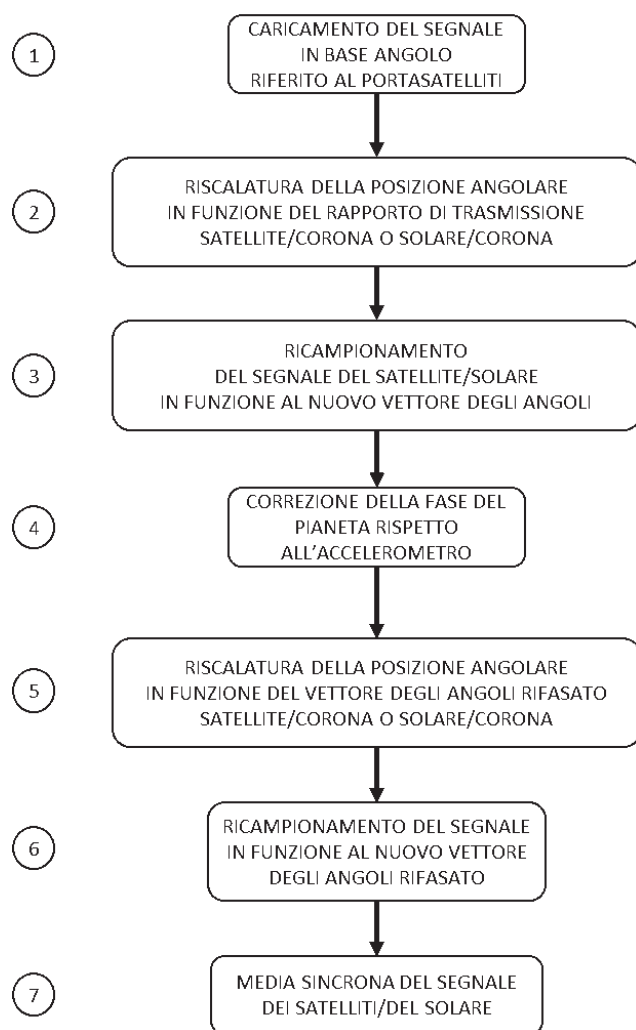 1
CARICAMENTO DEL SEGNALE
IN BASE ANGOLO
RIFERITO AL PORTASATELLITI
2
RISCALATURA DELLA POSIZIONE ANGOLARE
IN FUNZIONE DEL RAPPORTO DI TRASMISSIONE
SATELLITE/CORONA O SOLARE/CORONA
3
RICAMPIONAMENTO
DEL SEGNALE DEL SATELLITE/SOLARE
IN FUNZIONE AL NUOVO VETTORE DEGLI ANGOLI
4
CORREZIONE DELLA FASE DEL
PIANETA RISPETTO
ALL'ACCELEROMETRO
5
RISCALATURA DELLA POSIZIONE ANGOLARE
IN FUNZIONE DEL VETTORE DEGLI ANGOLI RIFASATO
SATELLITE/CORONA O SOLARE/CORONA
6
RICAMPIONAMENTO DEL SEGNALE
IN FUNZIONE AL NUOVO VETTORE
DEGLI ANGOLI RIFASATO
7
MEDIA SINCRONA DEL SEGNALE
DEI SATELLITI/DEL SOLARE